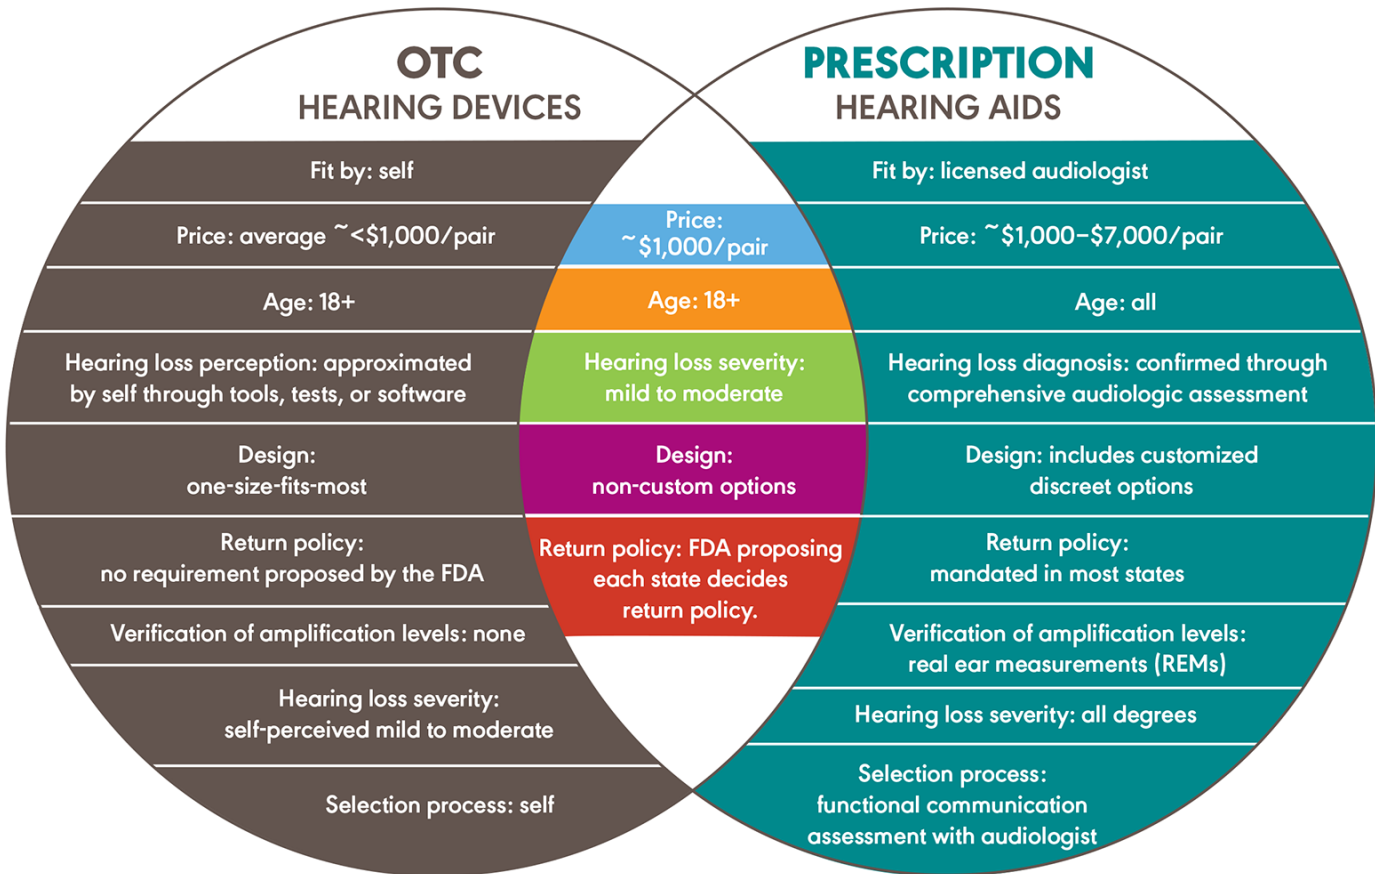 OTC
HEARING DEVICES
Fit by: self
Price: average ~<$1,000/pair
Age: 18+
Hearing loss perception: approximated
by self through tools, tests, or software
Design:
one-size-fits-most
Return policy:
no requirement proposed by the FDA
Verification of amplification levels: none
Hearing loss severity:
self-perceived mild to moderate
Selection process: self
Price:
~$1,000/pair
Age: 18+
Hearing loss severity:
mild to moderate
Design:
non-custom options
Return policy: FDA proposing
each state decides
return policy.
PRESCRIPTION
HEARING AIDS
Fit by: licensed audiologist
Price: ~$1,000–$7,000/pair
Age: all
Hearing loss diagnosis: confirmed through
comprehensive audiologic assessment
Design: includes customized
discreet options
Return policy:
mandated in most states
Verification of amplification levels:
real ear measurements (REMs)
Hearing loss severity: all degrees
Selection process:
functional communication
assessment with audiologist